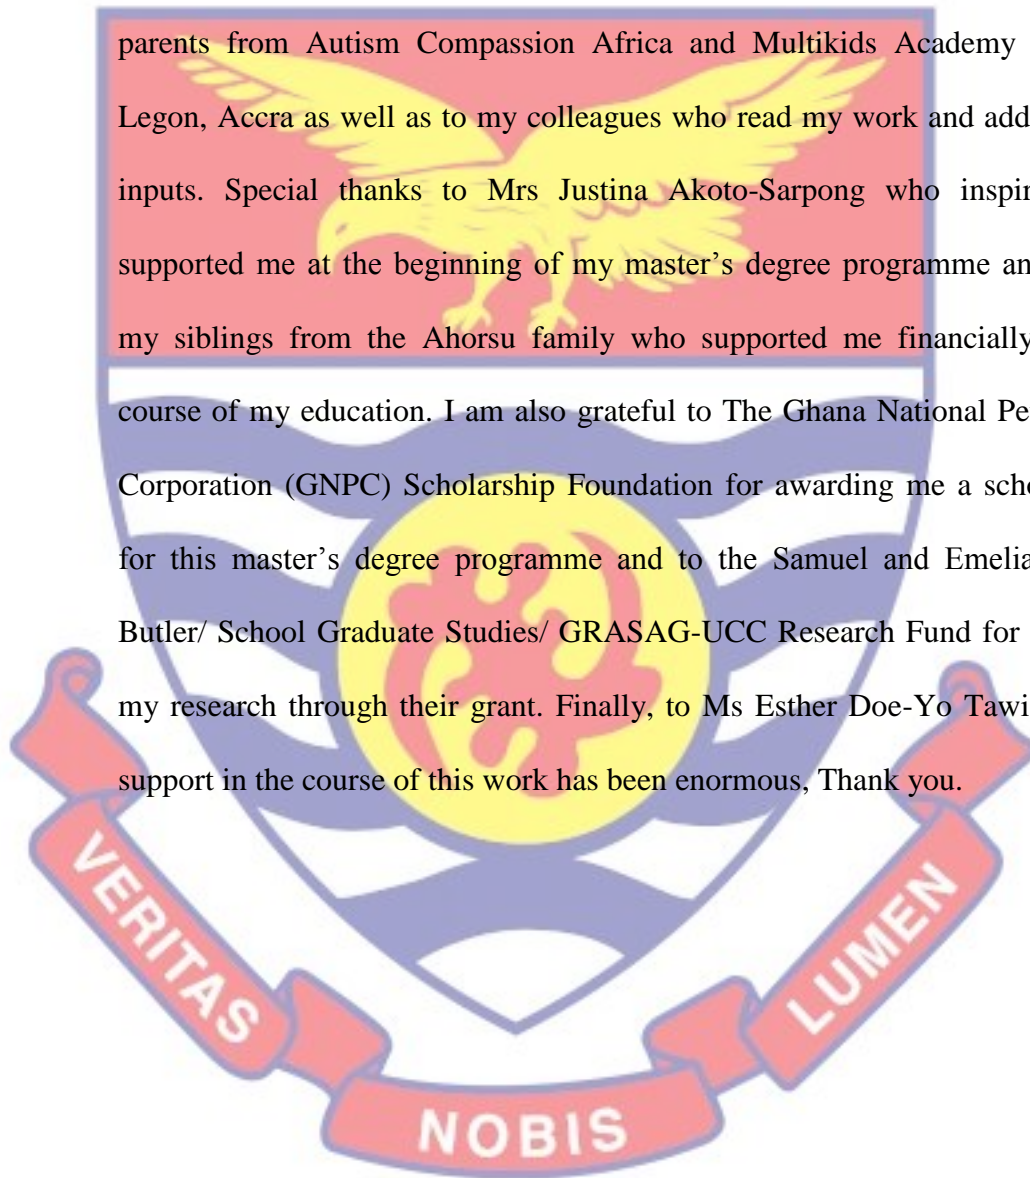 parents from Autism Compassion Africa and Multikids Academy
Legon, Accra as well as to my colleagues who read my work and add
inputs. Special thanks to Mrs Justina Akoto-Sarpong who inspir
supported me at the beginning of my master's degree programme an
my siblings from the Ahorsu family who supported me financially
course of my education. I am also grateful to The Ghana National Pe
Corporation (GNPC) Scholarship Foundation for awarding me a scho
for this master's degree programme and to the Samuel and Emelia
Butler/ School Graduate Studies/ GRASAG-UCC Research Fund for
my research through their grant. Finally, to Ms Esther Doe-Yo Tawi
support in the course of this work has been enormous, Thank you.
VERITAS
NOBIS
LUMEN